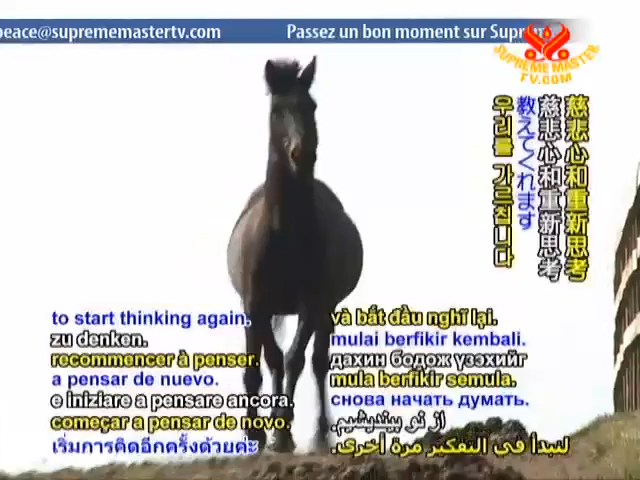 peace@suprememastertv.com
Passez un bon moment sur Suprem
SUPREME MASTER
TV.COM
慈悲心和重新思考
慈悲心和重新思考
教えてくれます
우리를 가르칩니다
to start thinking again,
zu denken.
recommencer à penser.
a pensar de nuevo.
e iniziare a pensare ancora.
começar a pensar de novo.
เริ่มการคิดอีกครั้งด้วยค่ะ
và bắt đầu nghĩ lại.
mulai berfikir kembali.
дахин бодож үзэхийг
mula berfikir semula.
снова начать думать.
از نو بیندیشیم.
لنبدأ في التفكير مرة أخرى.